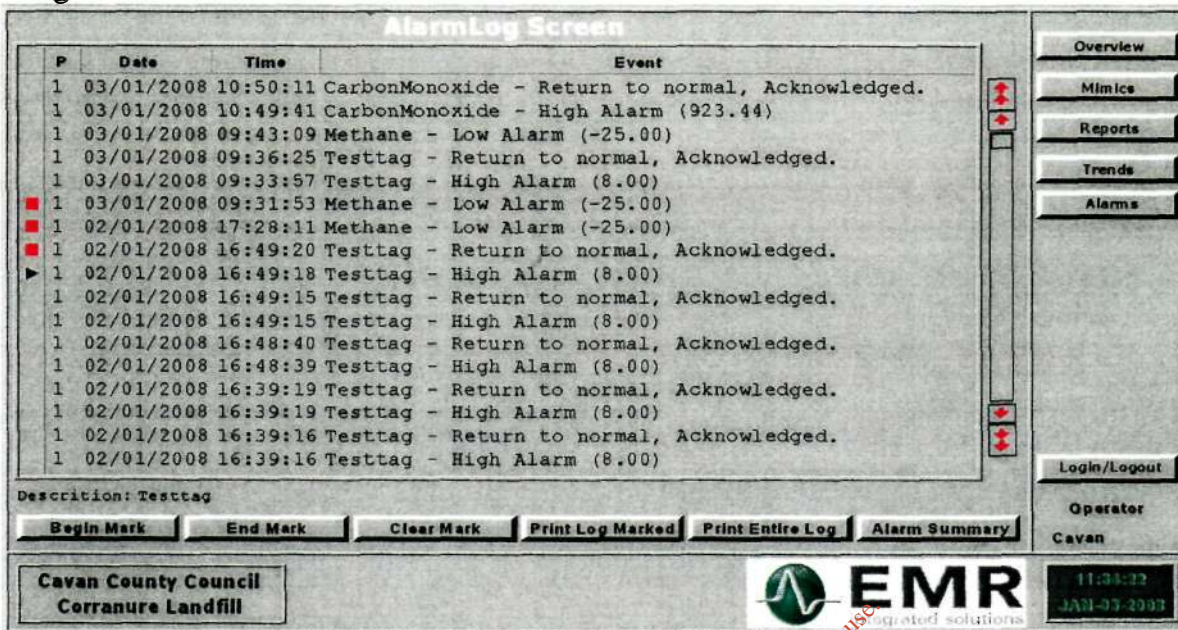 AlarmLog Screen
P Date Time Event
1 03/01/2008 10:50:11 CarbonMonoxide - Return to normal, Acknowledged.
1 03/01/2008 10:49:41 CarbonMonoxide - High Alarm (923.44)
1 03/01/2008 09:43:09 Methane - Low Alarm (-25.00)
1 03/01/2008 09:36:25 Testtag - Return to normal, Acknowledged.
1 03/01/2008 09:33:57 Testtag - High Alarm (8.00)
1 03/01/2008 09:31:53 Methane - Low Alarm (-25.00)
1 02/01/2008 17:28:11 Methane - Low Alarm (-25.00)
1 02/01/2008 16:49:20 Testtag - Return to normal, Acknowledged.
1 02/01/2008 16:49:18 Testtag - High Alarm (8.00)
1 02/01/2008 16:49:15 Testtag - Return to normal, Acknowledged.
1 02/01/2008 16:49:15 Testtag - High Alarm (8.00)
1 02/01/2008 16:48:40 Testtag - Return to normal, Acknowledged.
1 02/01/2008 16:48:39 Testtag - High Alarm (8.00)
1 02/01/2008 16:39:19 Testtag - Return to normal, Acknowledged.
1 02/01/2008 16:39:19 Testtag - High Alarm (8.00)
1 02/01/2008 16:39:16 Testtag - Return to normal, Acknowledged.
1 02/01/2008 16:39:16 Testtag - High Alarm (8.00)
Descrition: Testtag
Begin Mark End Mark Clear Mark Print Log Marked Print Entire Log Alarm Summary
Overview
Mimics
Reports
Trends
Alarms
Login/Logout
Operator
Cavan
Cavan County Council
Corranure Landfill
EMR
solutions
11:34:22
JAN-03-2008